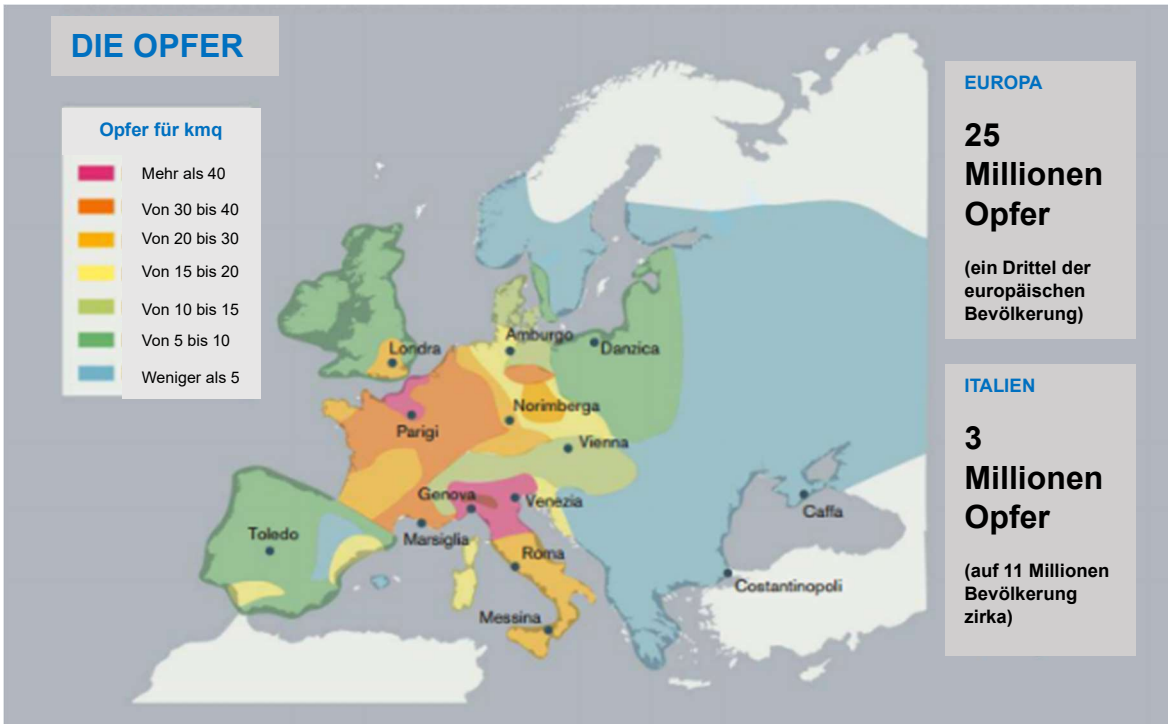 DIE OPFER
Opfer für kmq
Mehr als 40
Von 30 bis 40
Von 20 bis 30
Von 15 bis 20
Von 10 bis 15
Von 5 bis 10
Weniger als 5
Londra
Amburgo
Danzica
Parigi
Norimberga
Vienna
Genova
Venezia
Marsiglia
Toledo
Roma
Messina
Caffa
Costantinopoli
EUROPA
25
Millionen
Opfer
(ein Drittel der
europäischen
Bevölkerung)
ITALIEN
3
Millionen
Opfer
(auf 11 Millionen
Bevölkerung
zirka)